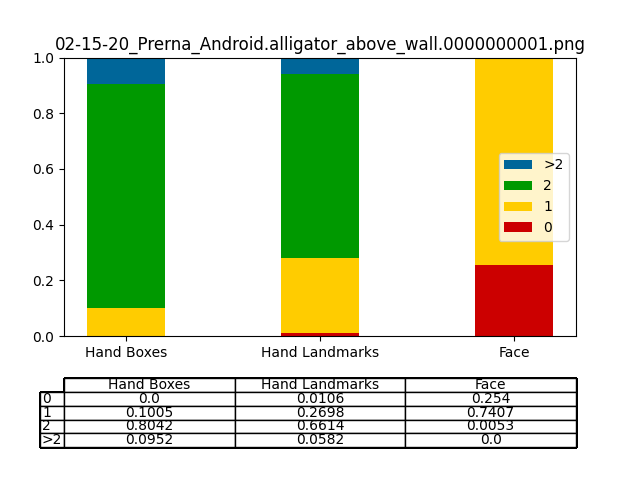 02-15-20_Prerna_Android.alligator_above_wall.0000000001.png
1.0
0.8
0.6
0.4
0.2
0.0
>2
2
1
0
Hand Boxes Hand Landmarks Face
Hand Boxes Hand Landmarks Face
0 0.0 0.0106 0.254
1 0.1005 0.2698 0.7407
2 0.8042 0.6614 0.0053
>2 0.0952 0.0582 0.0